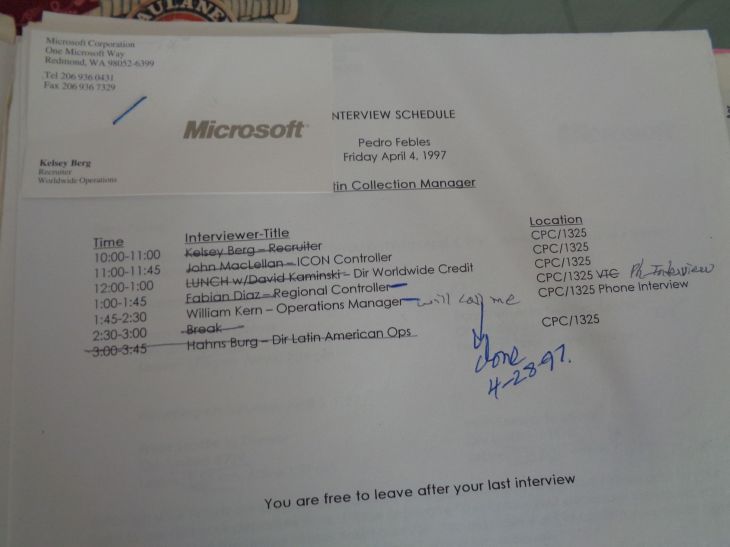 AULANE
Microsoft Corporation
One Microsoft Way
Redmond, WA 98052-6399
Tel 206 936 0431
Fax 206 936 7329
Microsoft
Kelsey Berg
Recruiter
Worldwide Operations
NTERVIEW SCHEDULE
Pedro Febles
Friday April 4, 1997
tin Collection Manager
Time Interviewer-Title Location
10:00-11:00 Kelsey Berg – Recruiter CPC/1325
11:00-11:45 John MacLellan – ICON Controller CPC/1325
12:00-1:00 LUNCH w/David Kaminski – Dir Worldwide Credit CPC/1325
1:00-1:45 Fabian Diaz – Regional Controller CPC/1325 VTC Ph Interview
1:45-2:30 William Kern – Operations Manager will call me CPC/1325 Phone Interview
2:30-3:00 Break
3:00-3:45 Hahns Burg – Dir Latin American Ops CPC/1325
done
4-28-97.
You are free to leave after your last interview